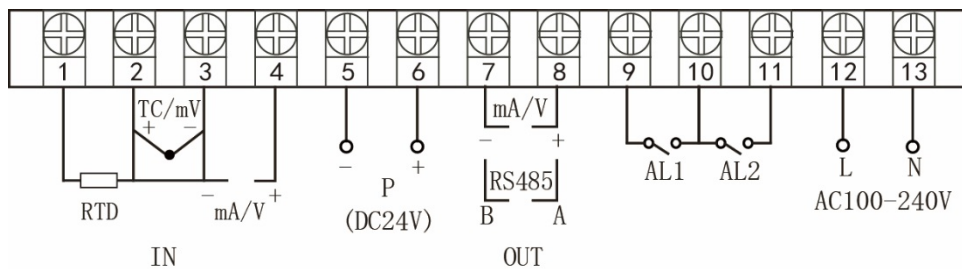 1 2 3 4 5 6 7 8 9 10 11 12 13
TC/mV
+ -
RTD
- mA/V +
IN
- +
P
(DC24V)
mA/V
- +
RS485
B A
OUT
AL1 AL2
L N
AC100-240V